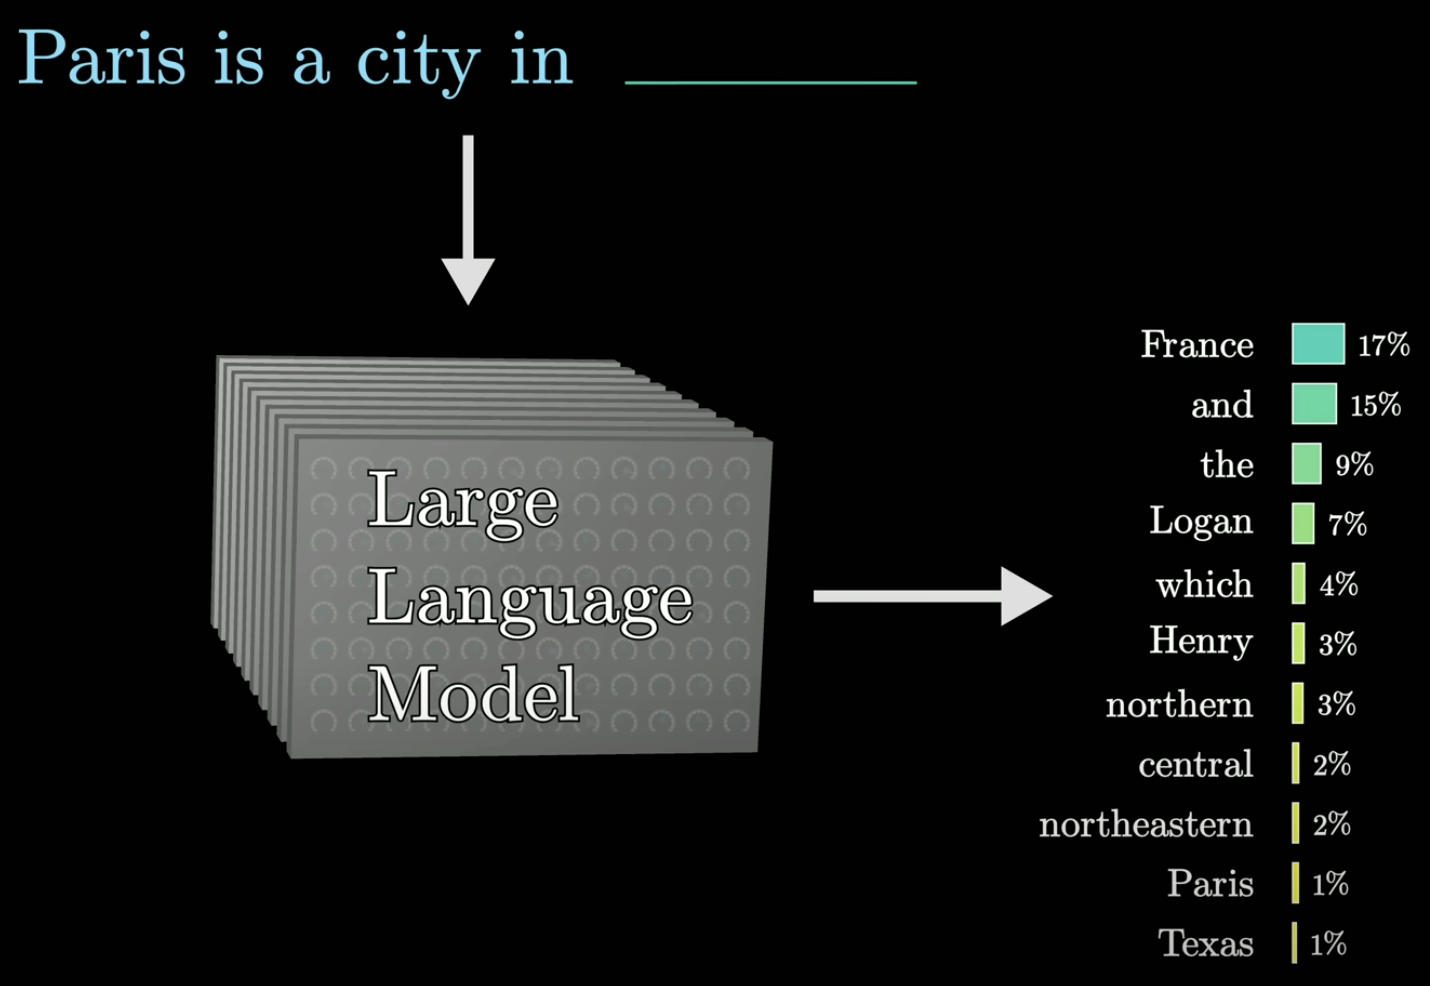 Paris is a city in
Large
Language
Model
France 17%
and 15%
the 9%
Logan 7%
which 4%
Henry 3%
northern 3%
central 2%
northeastern 2%
Paris 1%
Texas 1%